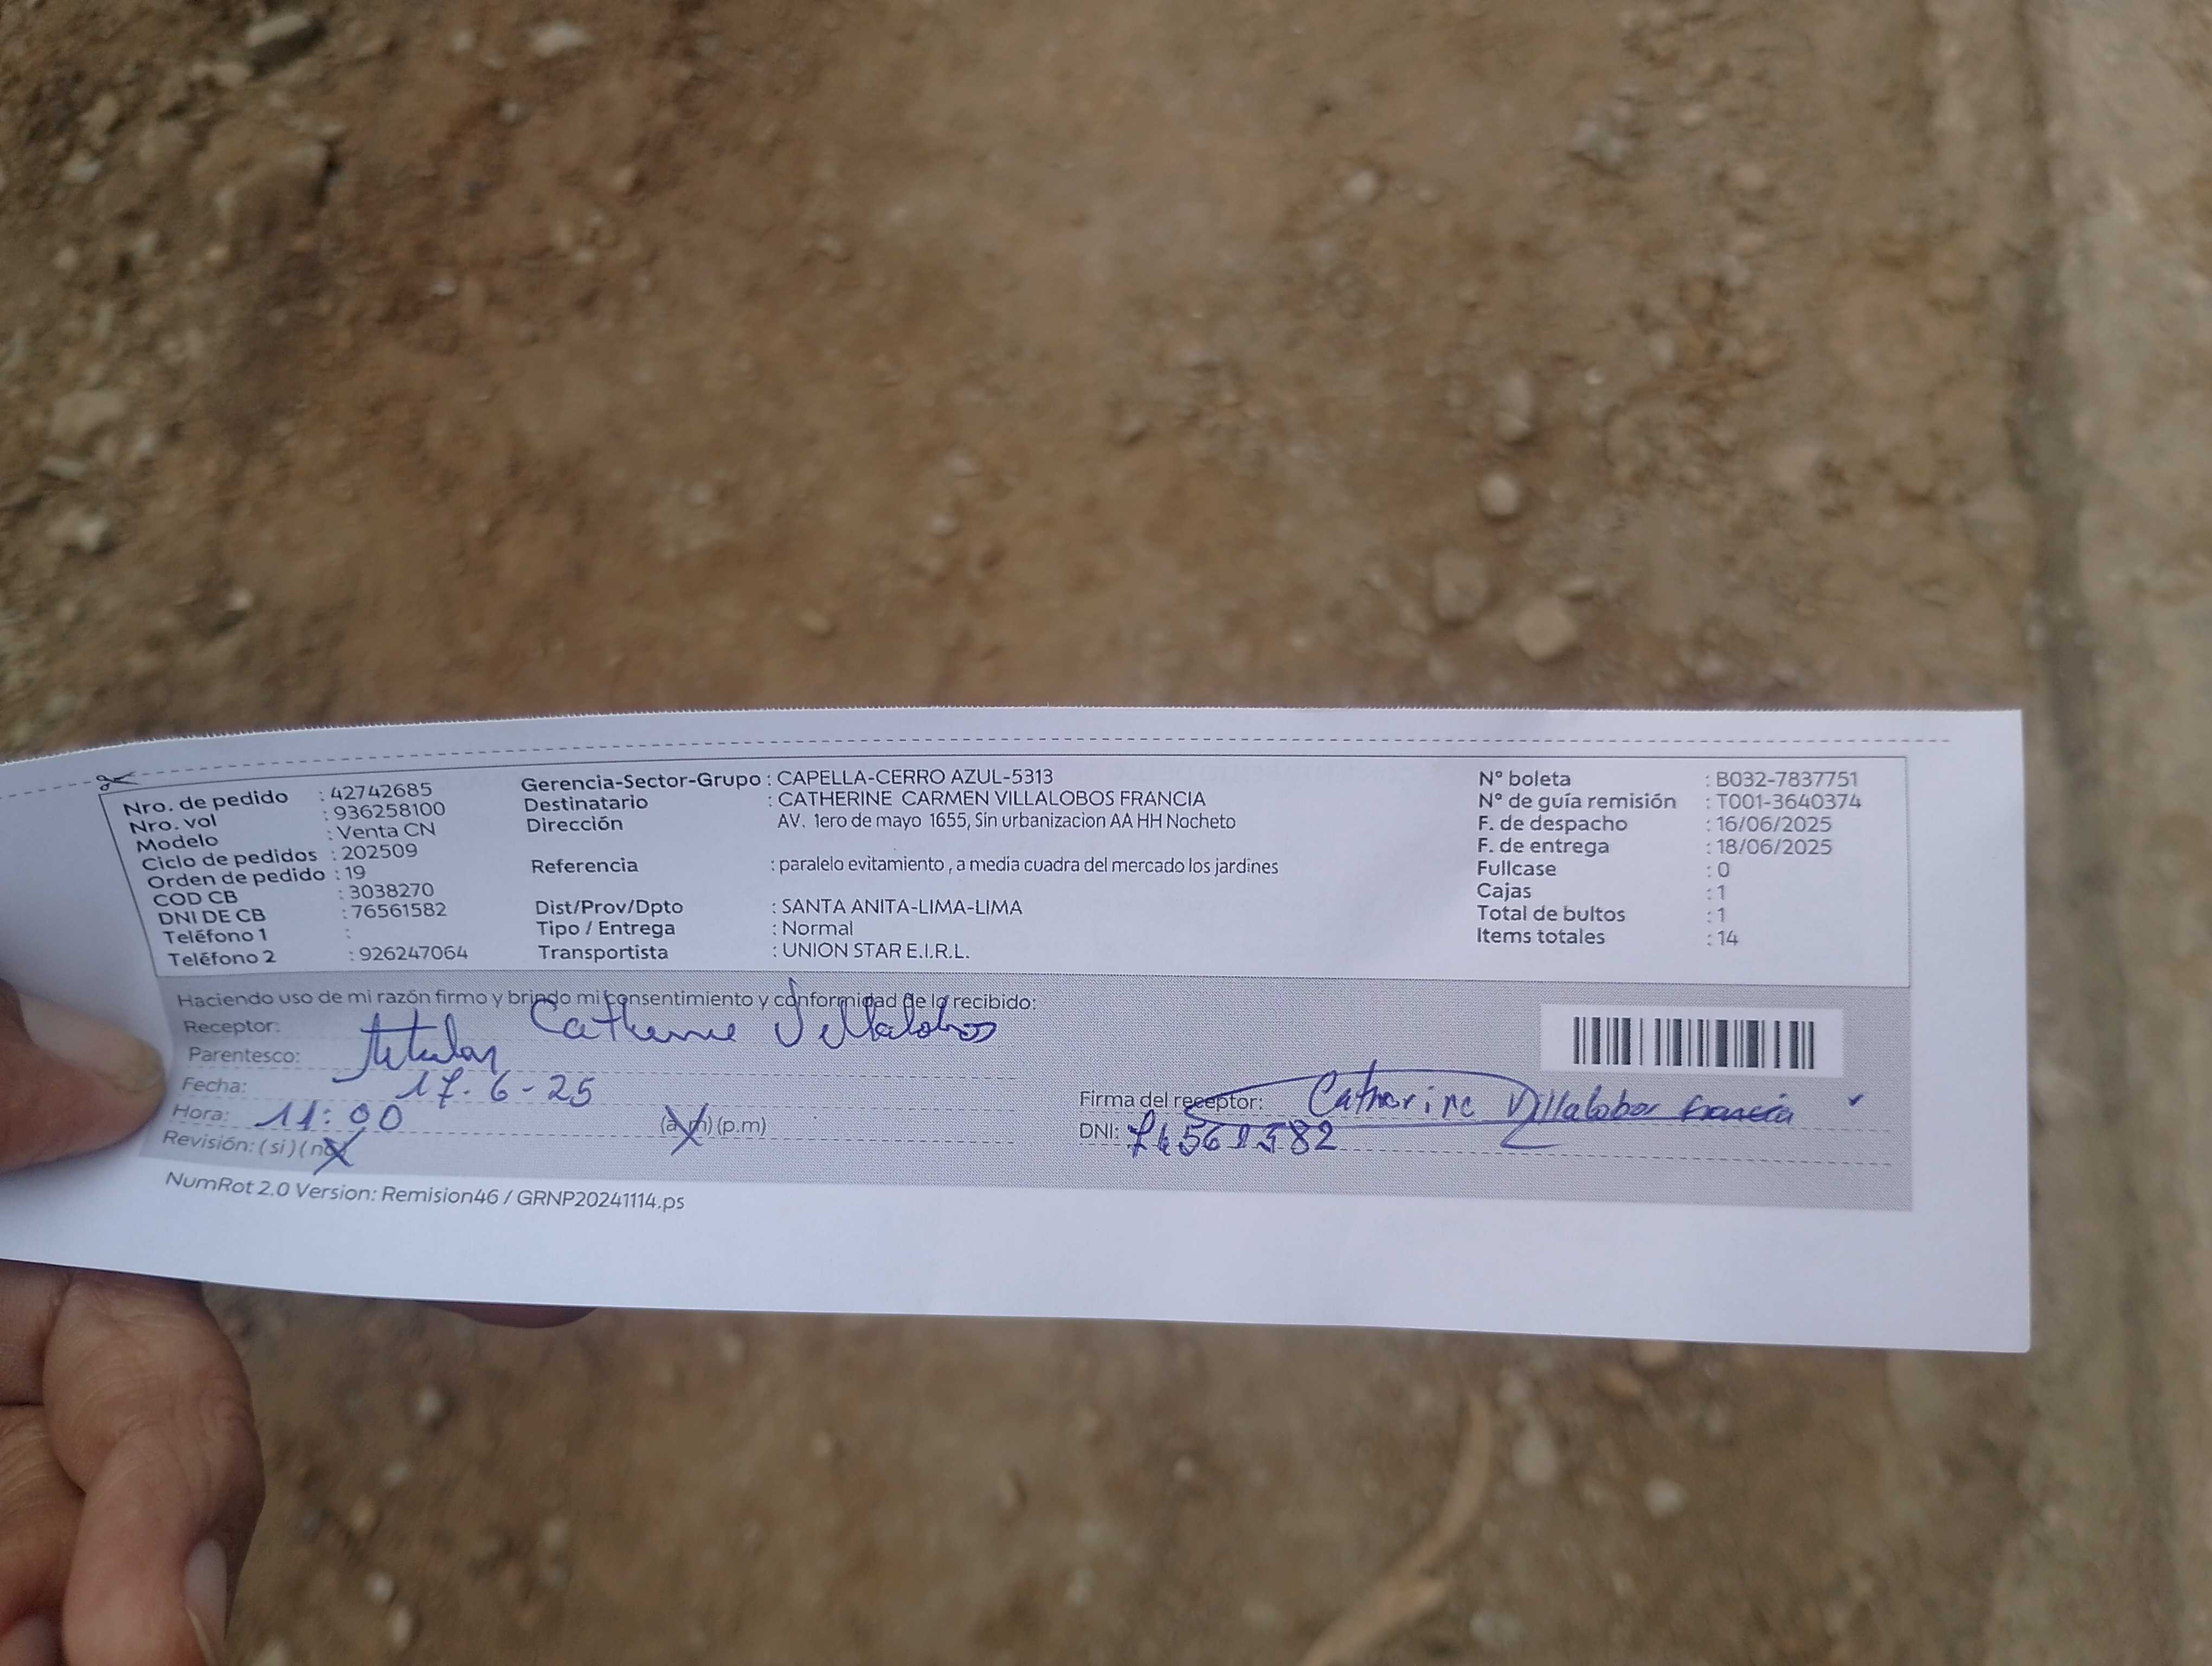 Nro. de pedido : 42742685
Nro. vol : 936258100
Modelo : Venta CN
Ciclo de pedidos : 202509
Orden de pedido : 19
COD CB : 3038270
DNI DE CB : 76561582
Teléfono 1 :
Teléfono 2 : 926247064
Gerencia-Sector-Grupo : CAPELLA-CERRO AZUL-5313
Destinatario : CATHERINE CARMEN VILLALOBOS FRANCIA
Dirección AV. 1ero de mayo 1655, Sin urbanizacion AA HH Nocheto
Referencia : paralelo evitamiento , a media cuadra del mercado los jardines
Dist/Prov/Dpto : SANTA ANITA-LIMA-LIMA
Tipo / Entrega : Normal
Transportista : UNION STAR E.I.R.L.
N° boleta : B032-7837751
N° de guía remisión : T001-3640374
F. de despacho : 16/06/2025
F. de entrega : 18/06/2025
Fullcase : 0
Cajas : 1
Total de bultos : 1
Items totales : 14
Haciendo uso de mi razón firmo y brindo mi consentimiento y conformidad de lo recibido:
Receptor: Catherine Villalobos
Parentesco: titular
Fecha: 17-6-25
Hora: 11:00 (a.m) (p.m)
Revisión: (si) (no)
Firma del receptor: Catherine Villalobos Francia
DNI:
NumRot 2.0 Version: Remision46 / GRNP20241114.ps